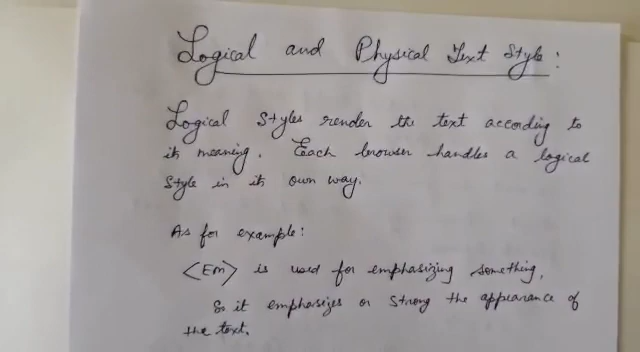 Logical and Physical Text Style:
Logical Styles render the text according to
its meaning. Each browser handles a logical
Style in its own way.
As for example:
<Em> is used for emphasizing something,
So it emphasizes or Strong the appearance of
the text.